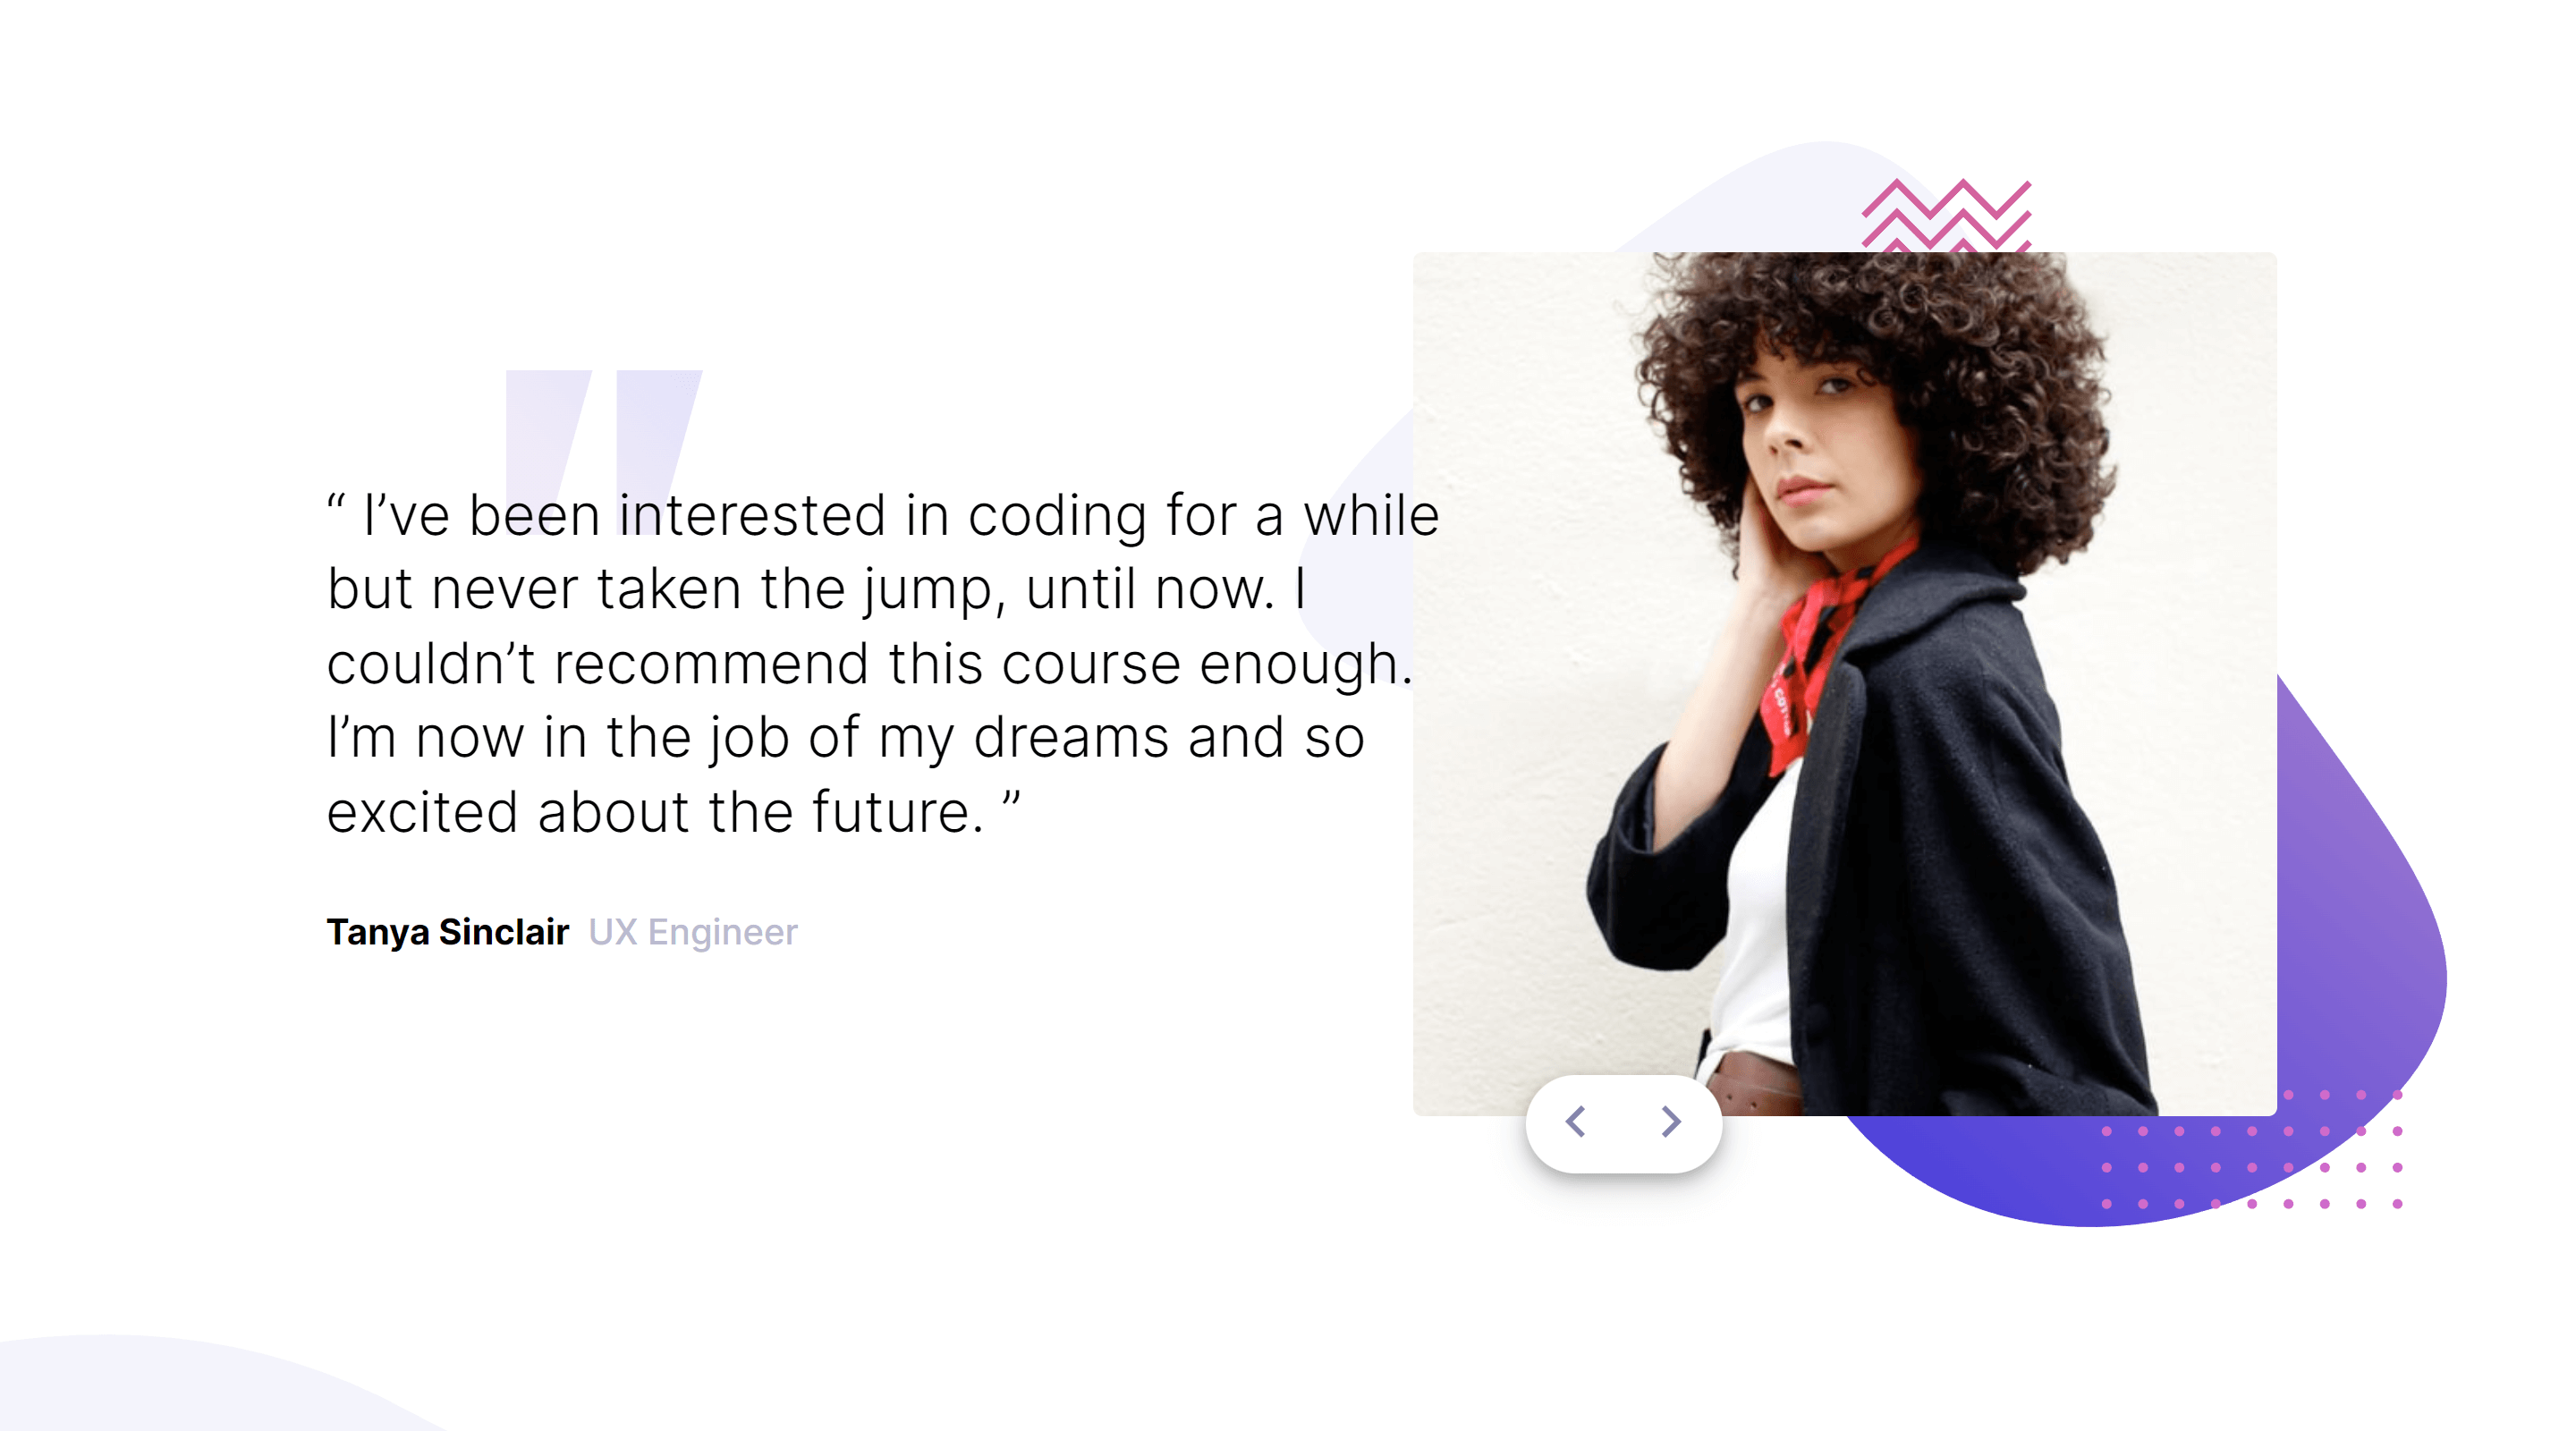 “ I’ve been interested in coding for a while
but never taken the jump, until now. I
couldn’t recommend this course enough.
I’m now in the job of my dreams and so
excited about the future. ”
Tanya Sinclair UX Engineer